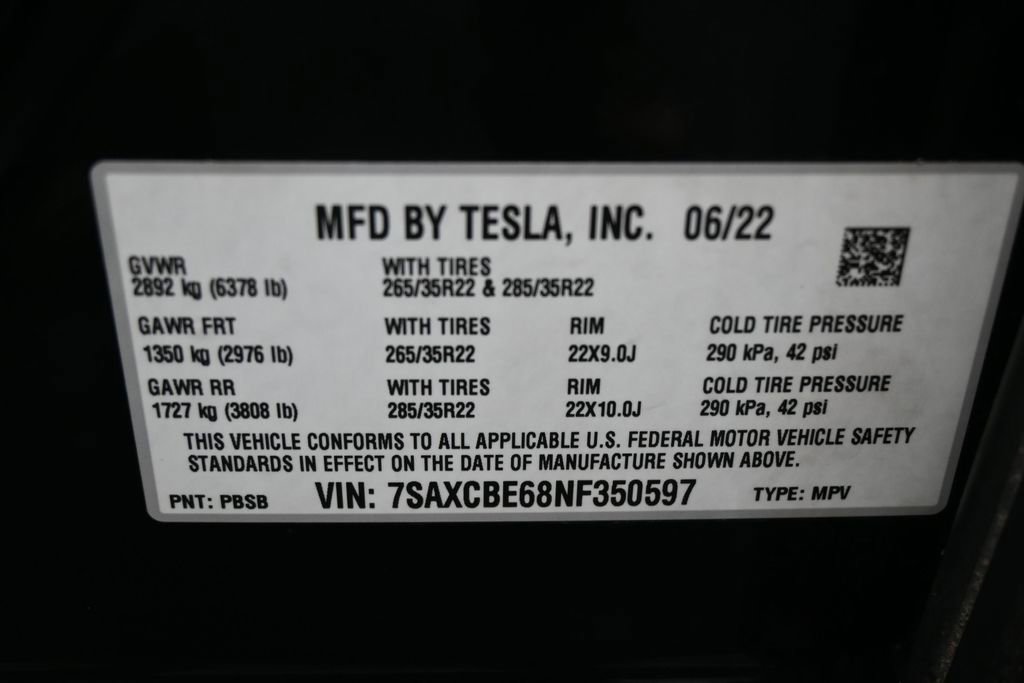 MFD BY TESLA, INC. 06/22
GVWR WITH TIRES
2892 kg (6378 lb) 265/35R22 & 285/35R22
GAWR FRT WITH TIRES RIM COLD TIRE PRESSURE
1350 kg (2976 lb) 265/35R22 22X9.0J 290 kPa, 42 psi
GAWR RR WITH TIRES RIM COLD TIRE PRESSURE
1727 kg (3808 lb) 285/35R22 22X10.0J 290 kPa, 42 psi
THIS VEHICLE CONFORMS TO ALL APPLICABLE U.S. FEDERAL MOTOR VEHICLE SAFETY
STANDARDS IN EFFECT ON THE DATE OF MANUFACTURE SHOWN ABOVE.
PNT: PBSB VIN: 7SAXCBE68NF350597 TYPE: MPV